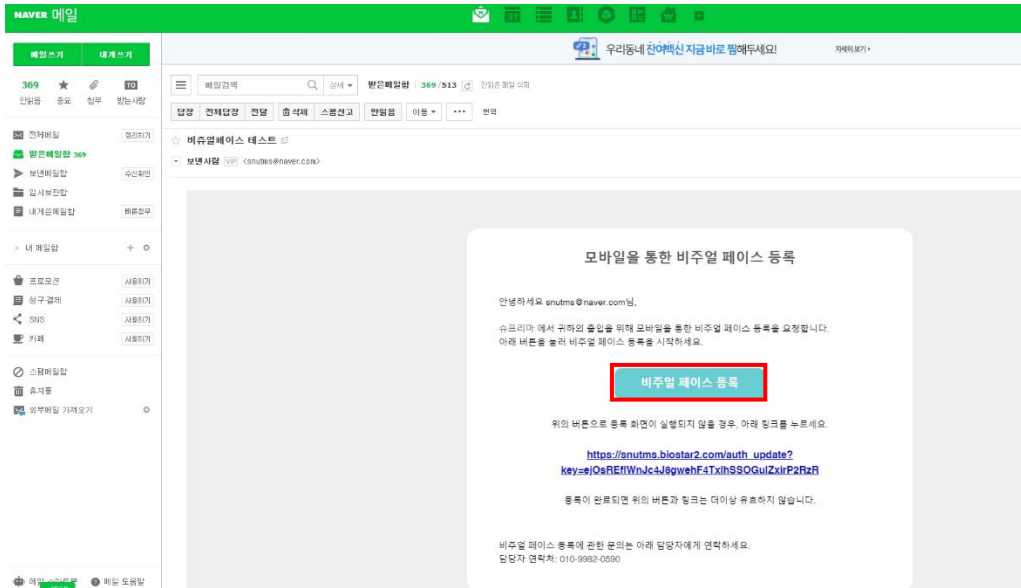 NAVER 메일
31
우리동네 잔여백신 지금 바로 찜해두세요!
자세히 보기
메일쓰기
내게쓰기
369
TO
안읽음
중요
첨부
받는사람
메일검색
상세
받은메일함 369/513
안읽은 메일 삭제
답장
전체답장
전달
삭제
스팸신고
안읽음
이동
번역
전체메일
받은메일함 369
보낸메일함
수신확인
임시보관함
내게쓴메일함
내 메일함
프로모션
사용하기
청구·결제
사용하기
SNS
사용하기
카페
사용하기
스팸메일함
휴지통
외부메일 가져오기
메일 도움말
비쥬얼페이스 테스트
보낸사람 VIP <snutms@naver.com>
모바일을 통한 비주얼 페이스 등록
안녕하세요 snutms@naver.com님,
슈프리마 에서 귀하의 출입을 위해 모바일을 통한 비주얼 페이스 등록을 요청합니다.
아래 버튼을 눌러 비주얼 페이스 등록을 시작하세요.
비주얼 페이스 등록
위의 버튼으로 등록 화면이 실행되지 않을 경우, 아래 링크를 누르세요.
https://snutms.biostar2.com/auth_update?
key=ejOsREflWnJc4J8gwehF4TxlhSSOGulZxirP2RzR
등록이 완료되면 위의 버튼과 링크는 더이상 유효하지 않습니다.
비주얼 페이스 등록에 관한 문의는 아래 담당자에게 연락하세요.
담당자 연락처: 010-9982-0590